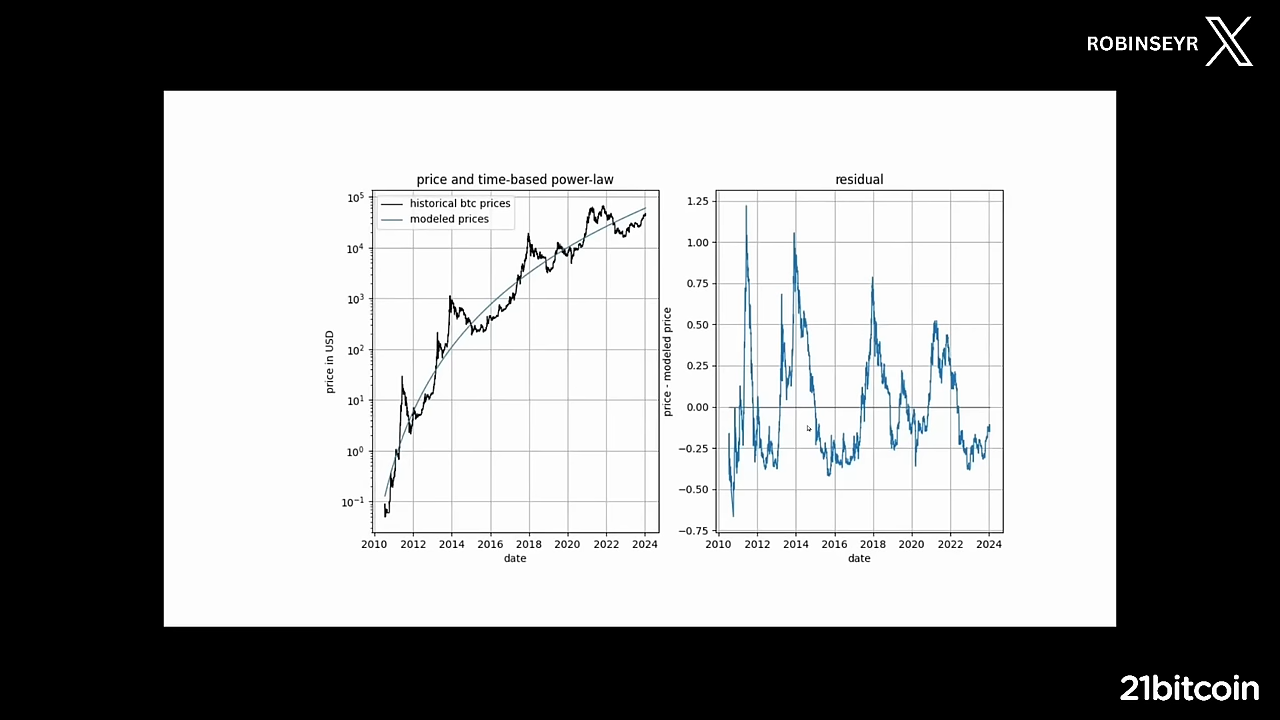 ROBINSEYR
price and time-based power-law
historical btc prices
modeled prices
price in USD
10⁵
10⁴
10³
10²
10¹
10⁰
10⁻¹
2010 2012 2014 2016 2018 2020 2022 2024
date
residual
price - modeled price
1.25
1.00
0.75
0.50
0.25
0.00
−0.25
−0.50
−0.75
2010 2012 2014 2016 2018 2020 2022 2024
date
21bitcoin